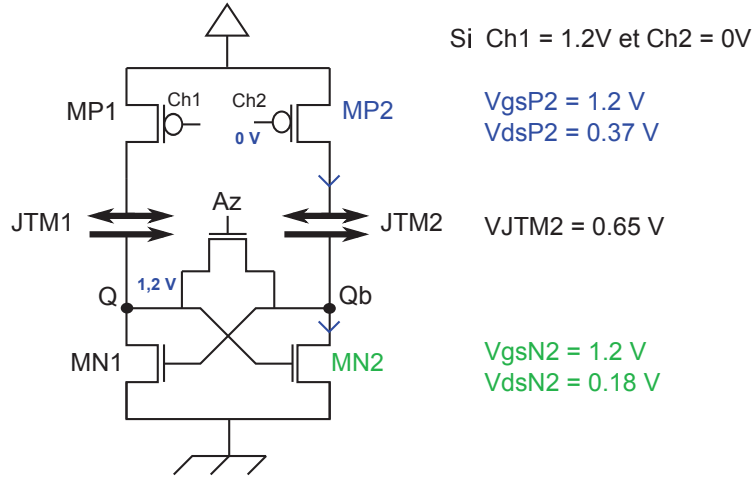 Si Ch1 = 1.2V et Ch2 = 0V
MP1
Ch1
Ch2
MP2
0 V
VgsP2 = 1.2 V
VdsP2 = 0.37 V
Az
JTM1
JTM2
VJTM2 = 0.65 V
1,2 V
Q
Qb
MN1
MN2
VgsN2 = 1.2 V
VdsN2 = 0.18 V